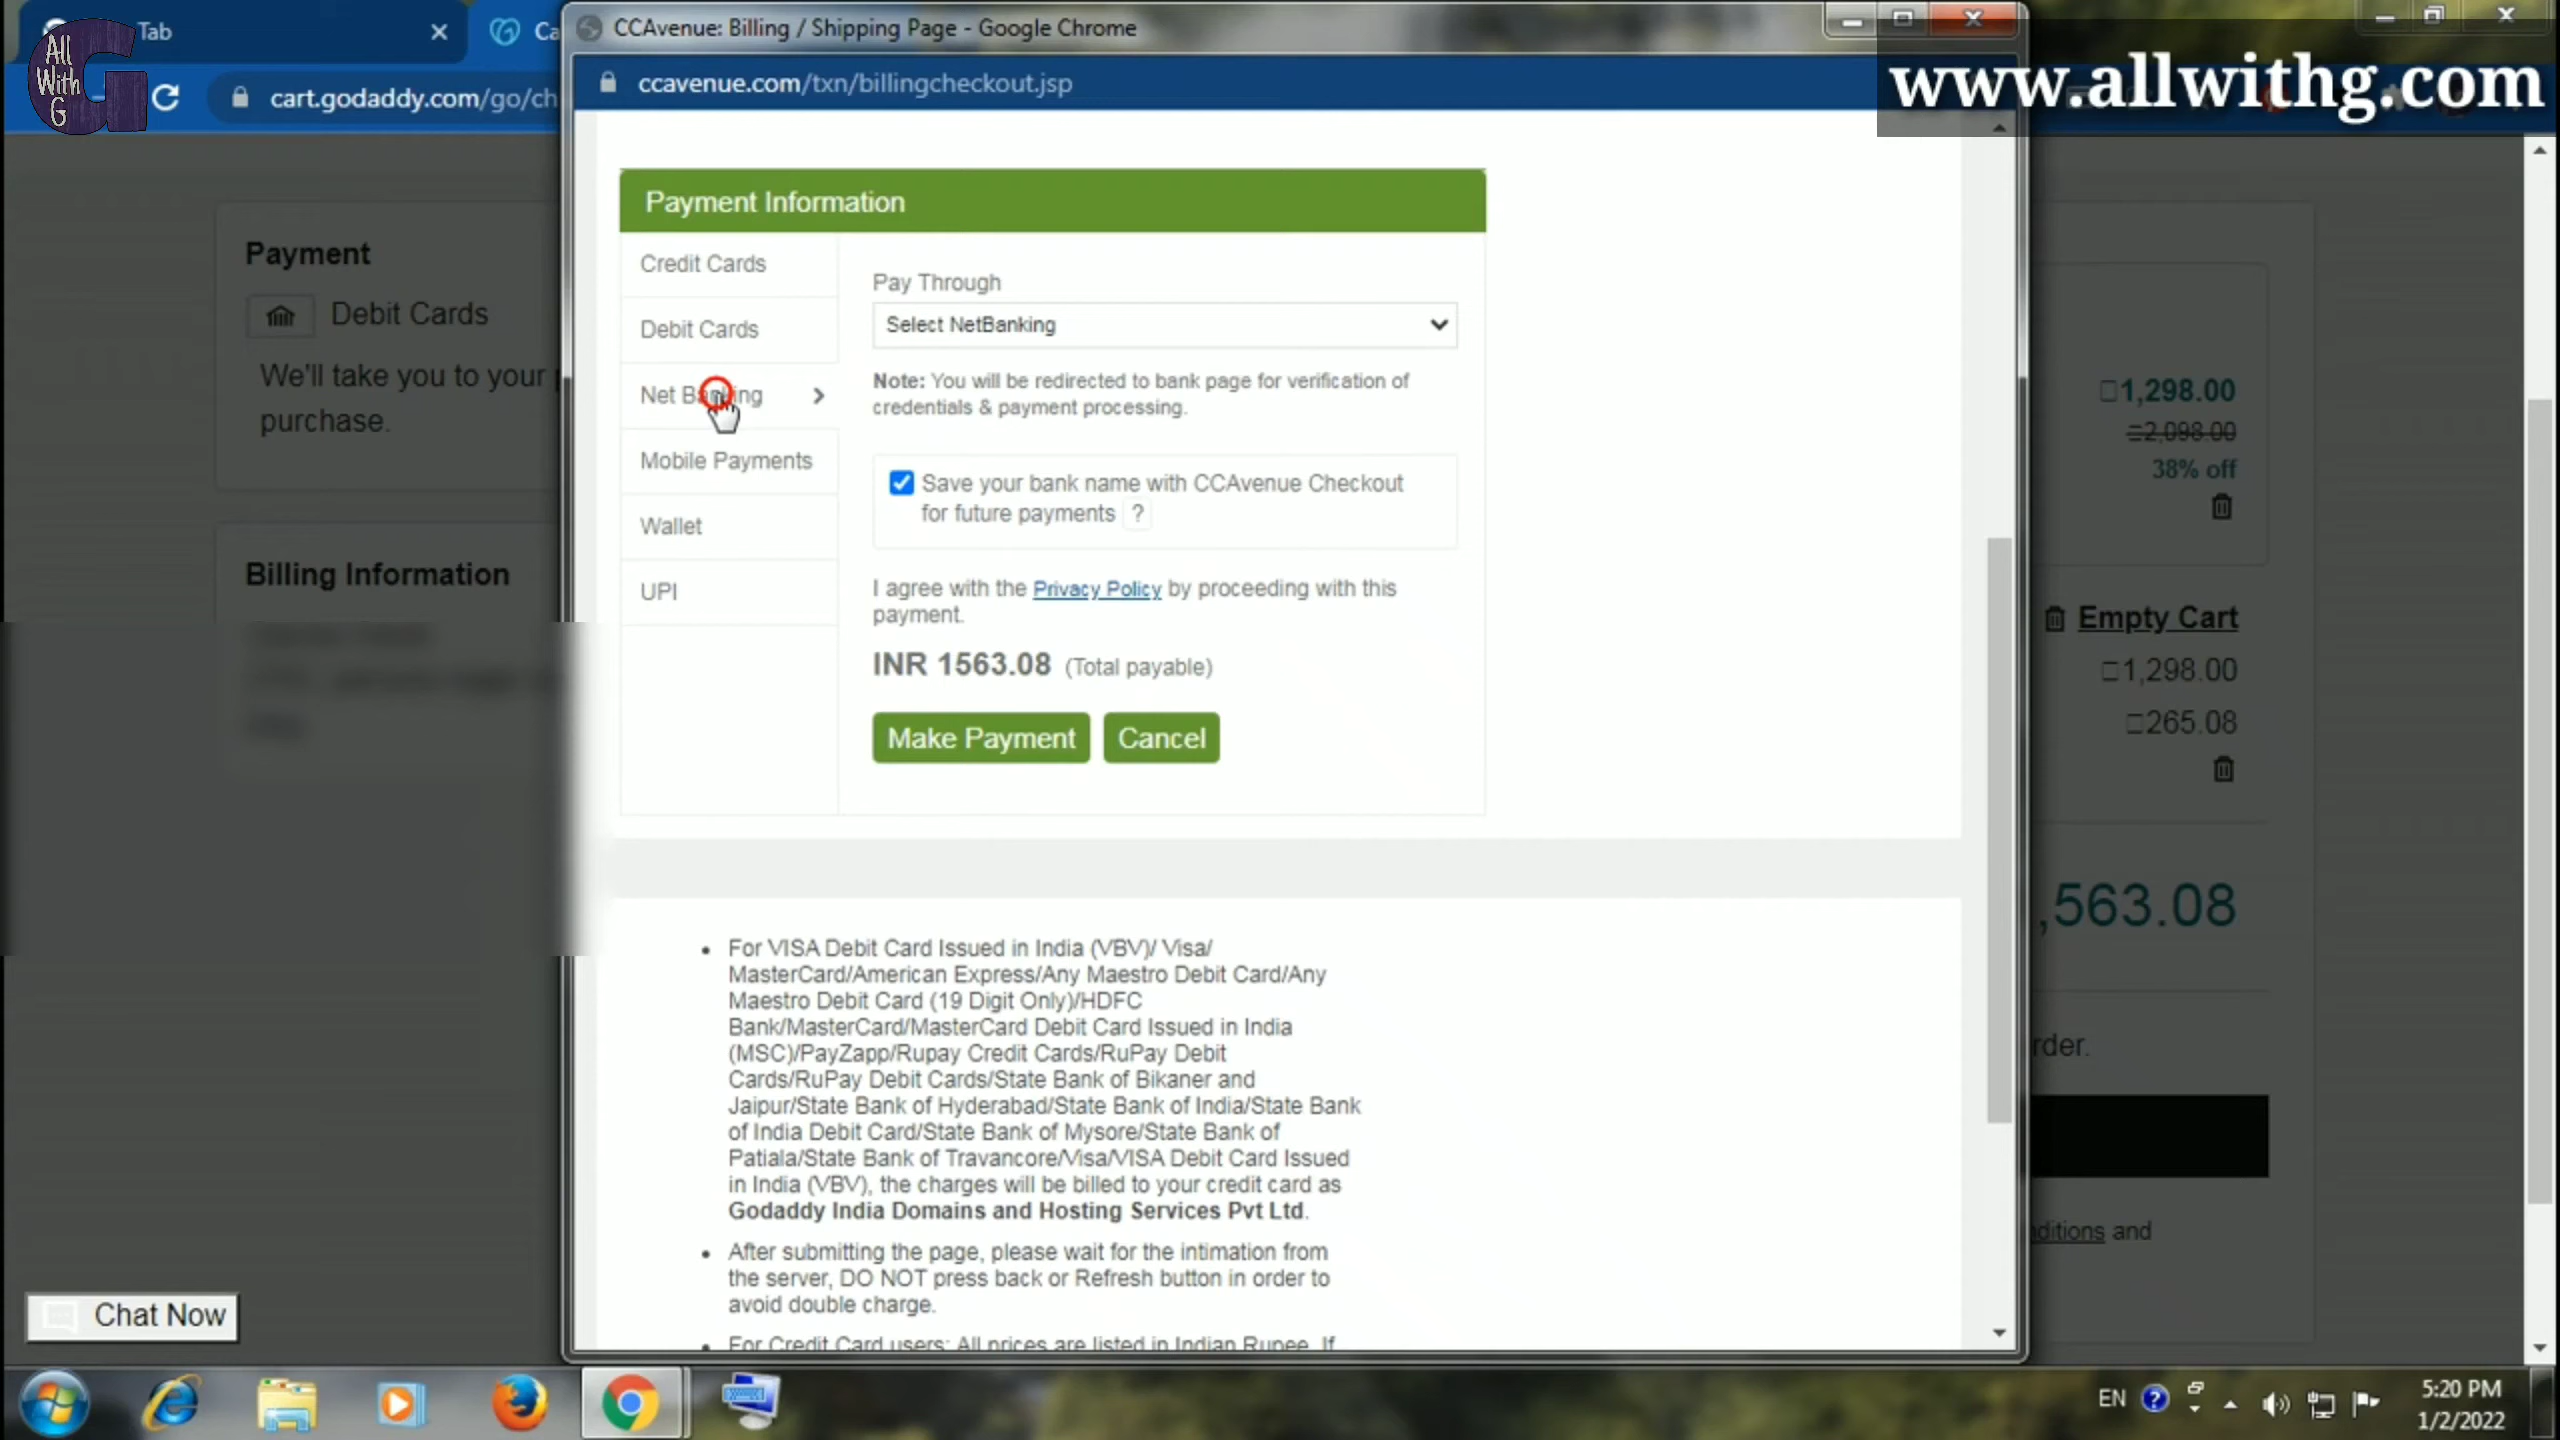 Tab
Ca
CCAvenue: Billing / Shipping Page - Google Chrome
All
With
G
cart.godaddy.com/go/ch
ccavenue.com/txn/billingcheckout.jsp
www.allwithg.com
Payment
Debit Cards
We'll take you to your
purchase.
Billing Information
Payment Information
Credit Cards
Debit Cards
Net Banking
Mobile Payments
Wallet
UPI
Pay Through
Select NetBanking
Note: You will be redirected to bank page for verification of
credentials & payment processing.
Save your bank name with CCAvenue Checkout
for future payments ?
I agree with the Privacy Policy by proceeding with this
payment.
INR 1563.08 (Total payable)
Make Payment
Cancel
For VISA Debit Card Issued in India (VBV)/ Visa/
MasterCard/American Express/Any Maestro Debit Card/Any
Maestro Debit Card (19 Digit Only)/HDFC
Bank/MasterCard/MasterCard Debit Card Issued in India
(MSC)/PayZapp/Rupay Credit Cards/RuPay Debit
Cards/RuPay Debit Cards/State Bank of Bikaner and
Jaipur/State Bank of Hyderabad/State Bank of India/State Bank
of India Debit Card/State Bank of Mysore/State Bank of
Patiala/State Bank of Travancore/Visa/VISA Debit Card Issued
in India (VBV), the charges will be billed to your credit card as
Godaddy India Domains and Hosting Services Pvt Ltd.
After submitting the page, please wait for the intimation from
the server, DO NOT press back or Refresh button in order to
avoid double charge.
For Credit Card users: All prices are listed in Indian Rupee. If
1,298.00
2,098.00
38% off
Empty Cart
1,298.00
265.08
,563.08
rder.
nditions and
Chat Now
EN
5:20 PM
1/2/2022